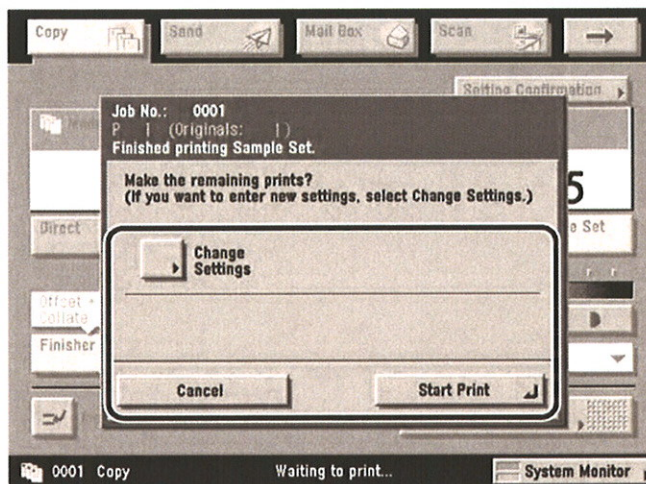 Copy
Send
Mail Box
Scan
Setting Confirmation
Job No.: 0001
P 1 (Originals: 1)
Finished printing Sample Set.
Make the remaining prints?
(If you want to enter new settings, select Change Settings.)
5
Direct
e Set
Change
Settings
Offset +
Collate
Finisher
Cancel
Start Print
0001 Copy
Waiting to print...
System Monitor